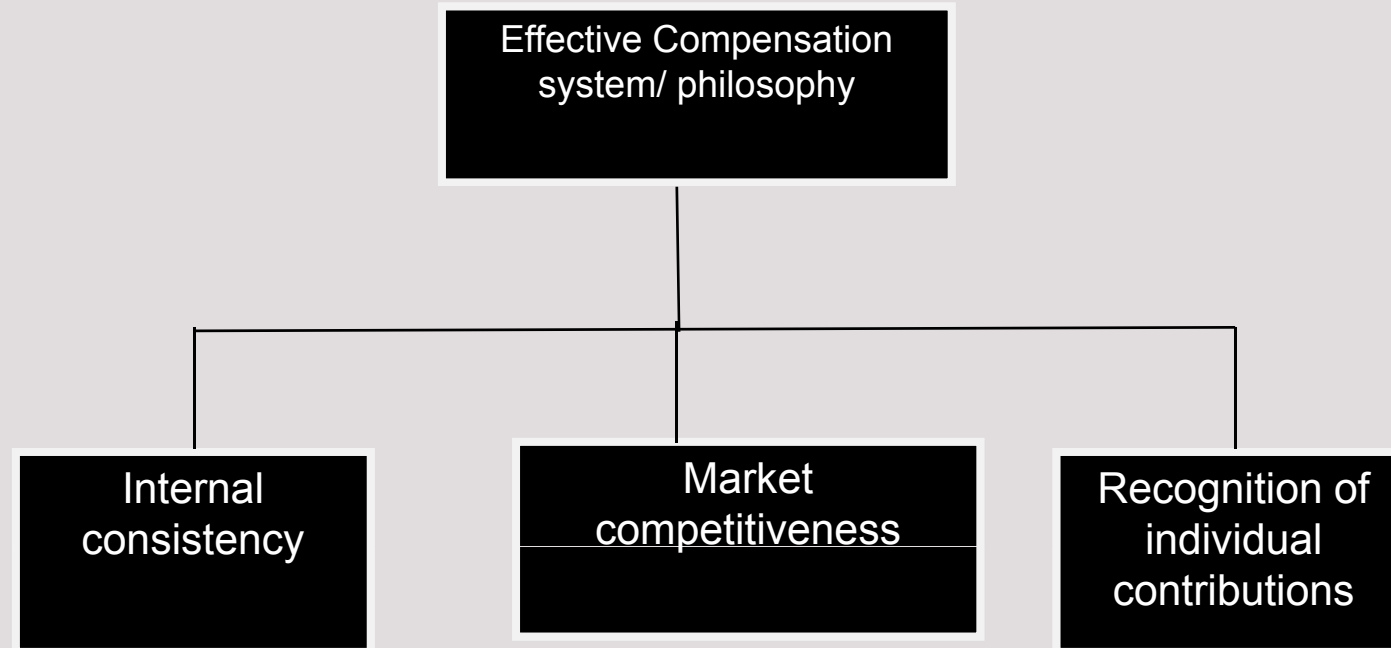 Effective Compensation
system/ philosophy
Internal
consistency
Market
competitiveness
Recognition of
individual
contributions